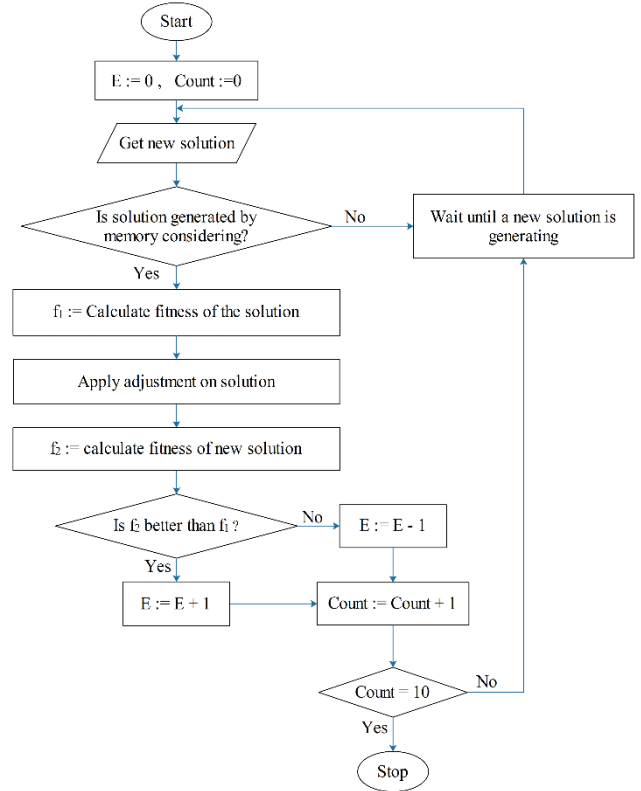 Start
E := 0 , Count :=0
Get new solution
Is solution generated by
memory considering?
No
Wait until a new solution is
generating
Yes
f₁ := Calculate fitness of the solution
Apply adjustment on solution
f₂ := calculate fitness of new solution
Is f₂ better than f₁ ?
No
E := E - 1
Yes
E := E + 1
Count := Count + 1
Count = 10
No
Yes
Stop